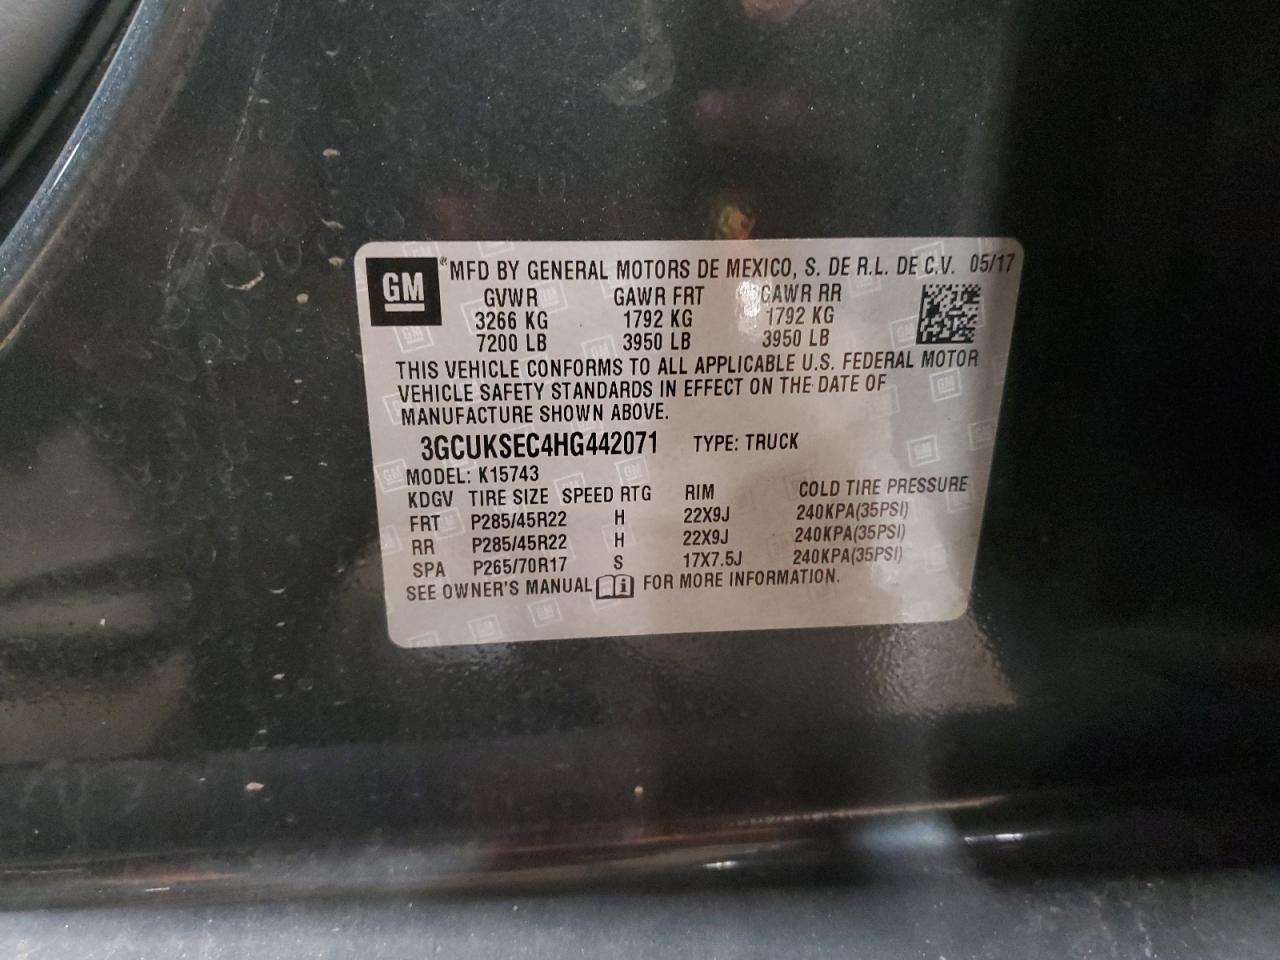 GM ® MFD BY GENERAL MOTORS DE MEXICO, S. DE R.L. DE C.V. 05/17
GVWR GAWR FRT GAWR RR
3266 KG 1792 KG 1792 KG
7200 LB 3950 LB 3950 LB
THIS VEHICLE CONFORMS TO ALL APPLICABLE U.S. FEDERAL MOTOR
VEHICLE SAFETY STANDARDS IN EFFECT ON THE DATE OF
MANUFACTURE SHOWN ABOVE.
3GCUKSEC4HG442071 TYPE: TRUCK
MODEL: K15743
KDGV TIRE SIZE SPEED RTG RIM COLD TIRE PRESSURE
FRT P285/45R22 H 22X9J 240KPA(35PSI)
RR P285/45R22 H 22X9J 240KPA(35PSI)
SPA P265/70R17 S 17X7.5J 240KPA(35PSI)
SEE OWNER'S MANUAL FOR MORE INFORMATION.